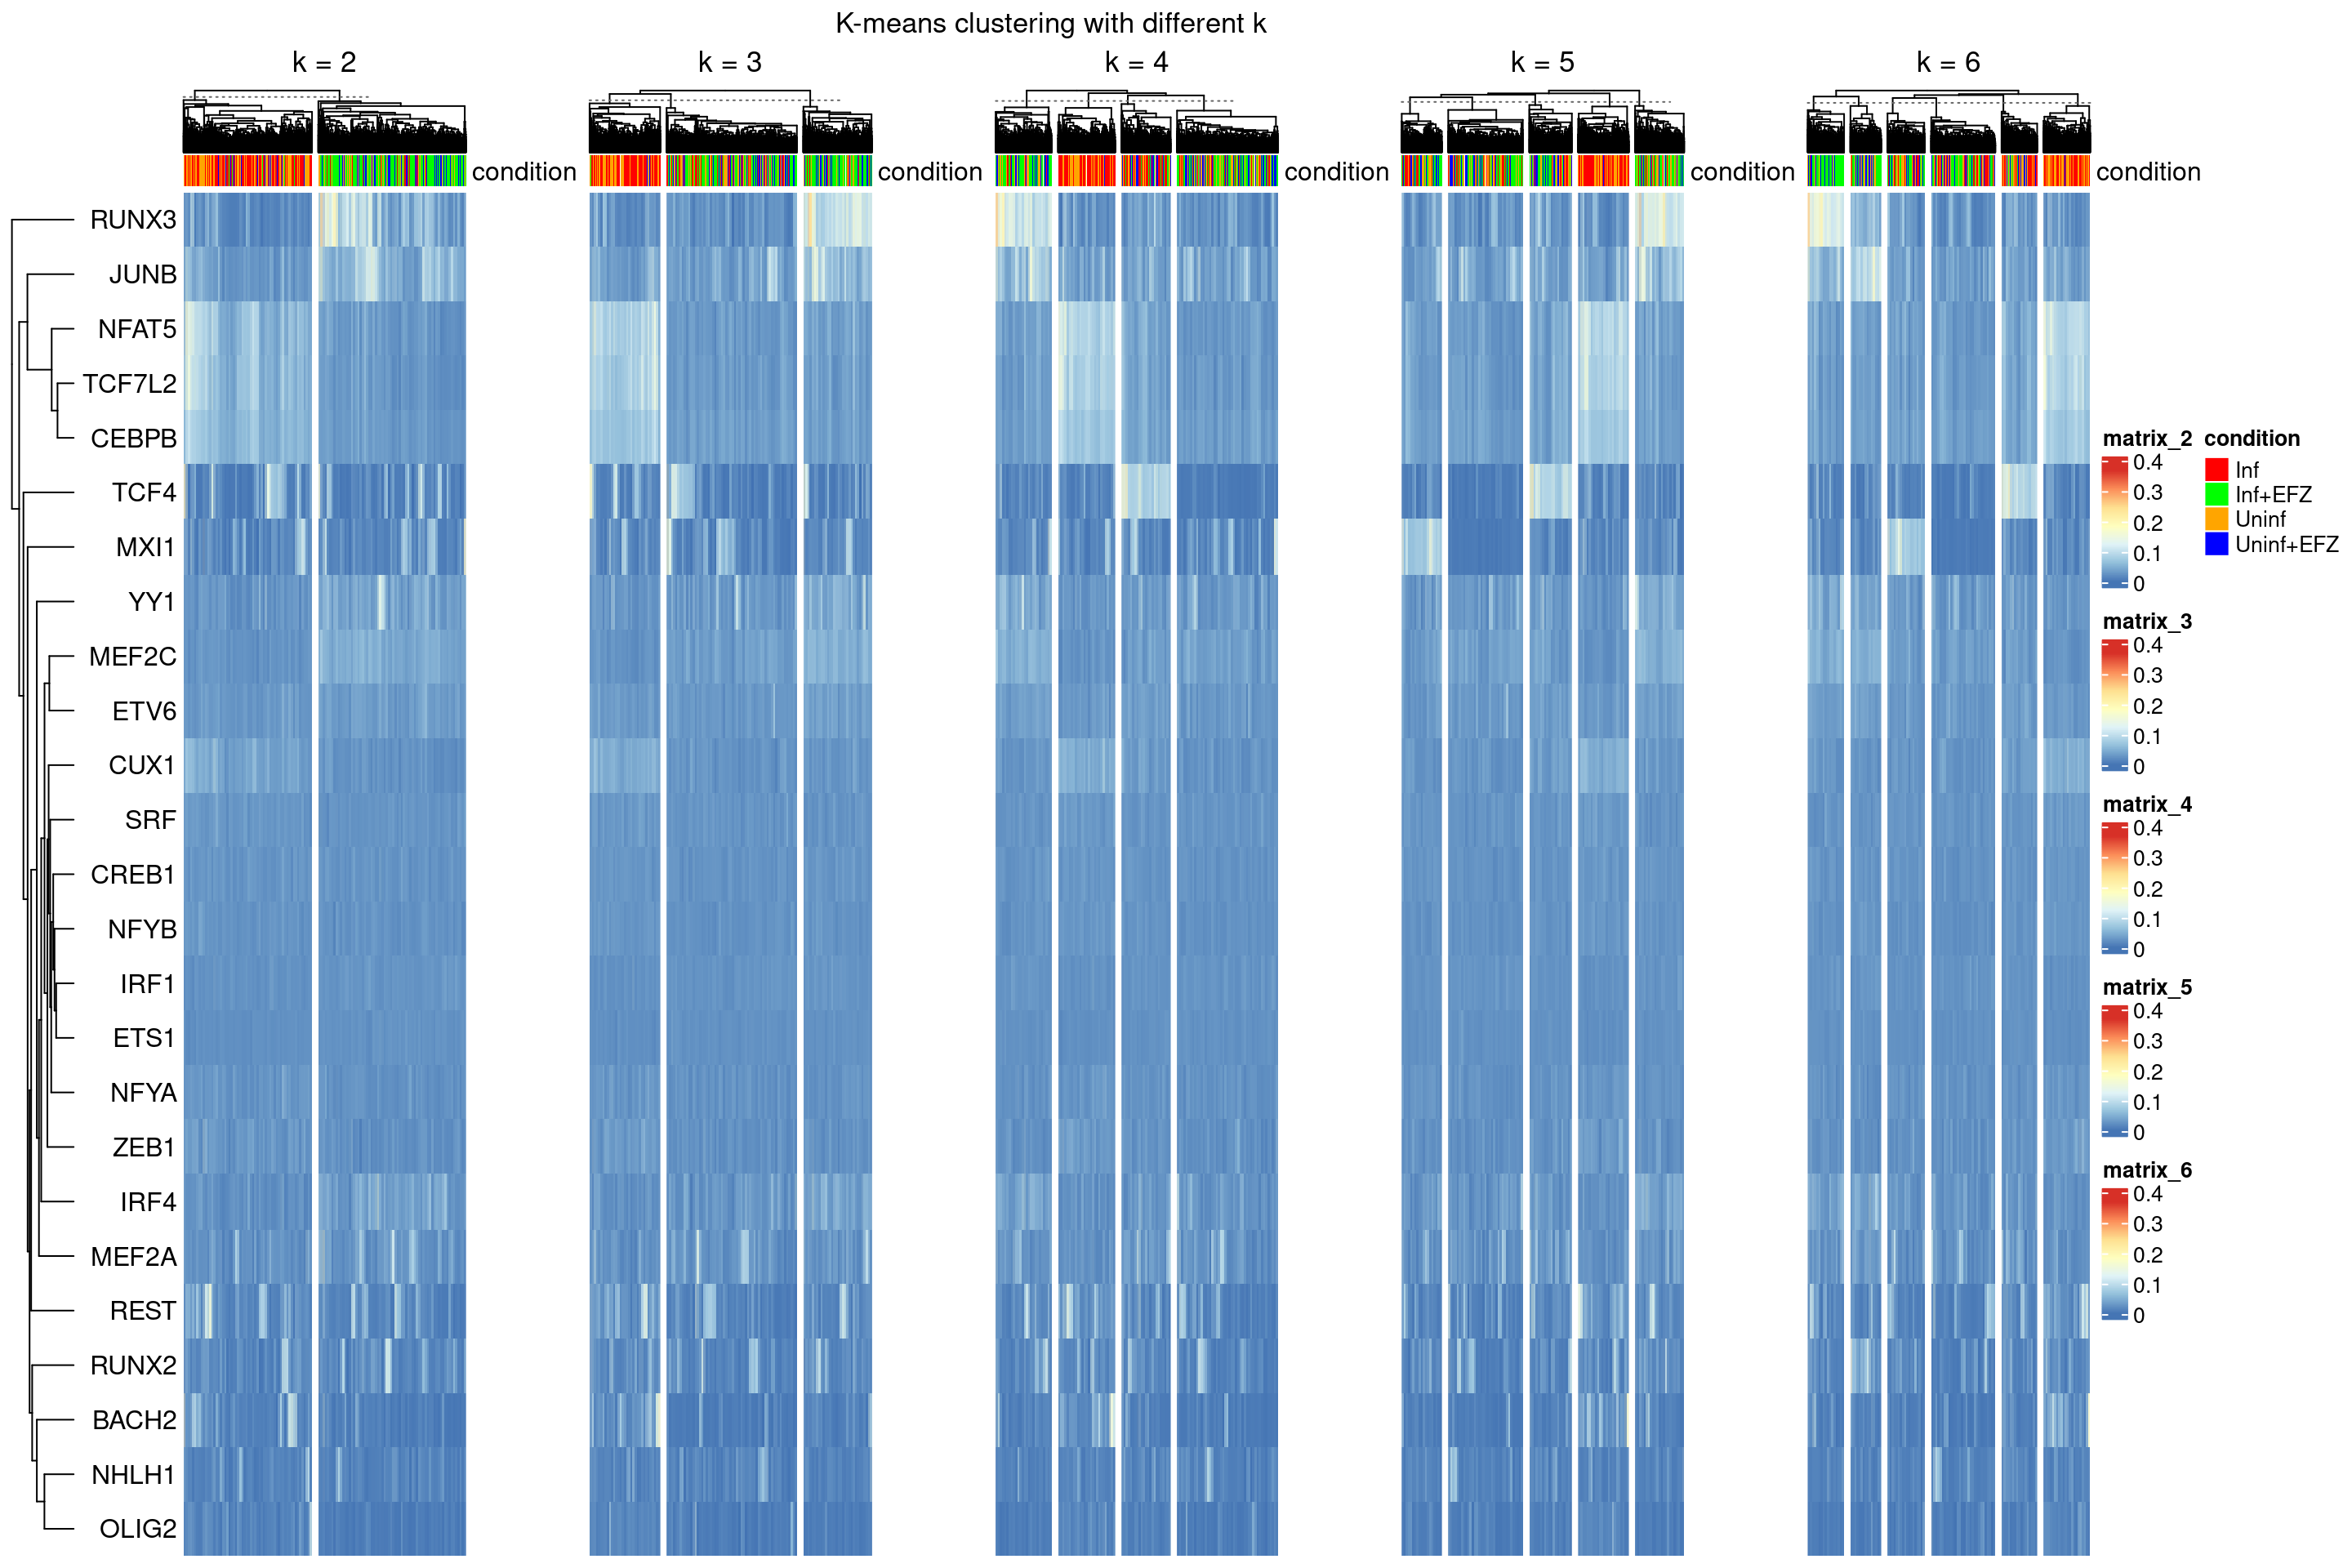 K-means clustering with different k
k = 2
k = 3
k = 4
k = 5
k = 6
condition
condition
condition
condition
condition
RUNX3
JUNB
NFAT5
TCF7L2
CEBPB
TCF4
MXI1
YY1
MEF2C
ETV6
CUX1
SRF
CREB1
NFYB
IRF1
ETS1
NFYA
ZEB1
IRF4
MEF2A
REST
RUNX2
BACH2
NHLH1
OLIG2
matrix_2
0.4
0.3
0.2
0.1
0
matrix_3
0.4
0.3
0.2
0.1
0
matrix_4
0.4
0.3
0.2
0.1
0
matrix_5
0.4
0.3
0.2
0.1
0
matrix_6
0.4
0.3
0.2
0.1
0
condition
Inf
Inf+EFZ
Uninf
Uninf+EFZ